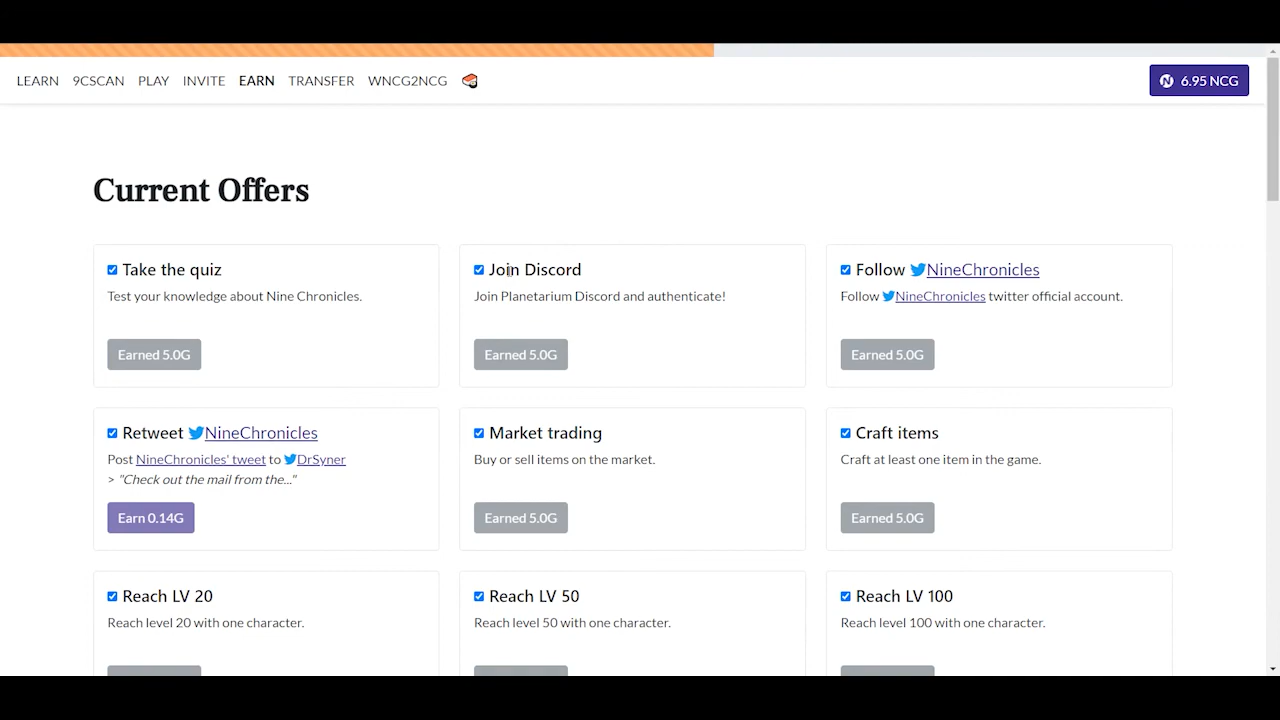 LEARN 9CSCAN PLAY INVITE EARN TRANSFER WNCG2NCG 6.95 NCG
Current Offers
Take the quiz
Test your knowledge about Nine Chronicles.
Earned 5.0G
Join Discord
Join Planetarium Discord and authenticate!
Earned 5.0G
Follow NineChronicles
Follow NineChronicles twitter official account.
Earned 5.0G
Retweet NineChronicles
Post NineChronicles' tweet to DrSyner
> "Check out the mail from the..."
Earn 0.14G
Market trading
Buy or sell items on the market.
Earned 5.0G
Craft items
Craft at least one item in the game.
Earned 5.0G
Reach LV 20
Reach level 20 with one character.
Reach LV 50
Reach level 50 with one character.
Reach LV 100
Reach level 100 with one character.